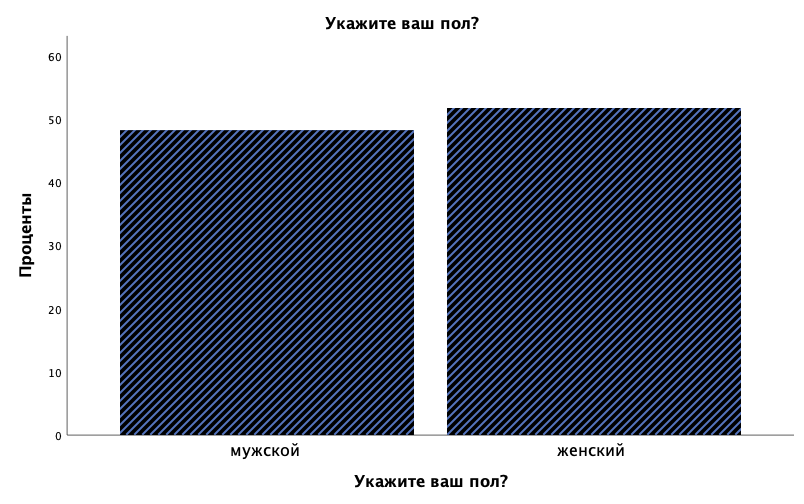 Укажите ваш пол?
60
50
40
30
20
10
0
Проценты
мужской
женский
Укажите ваш пол?